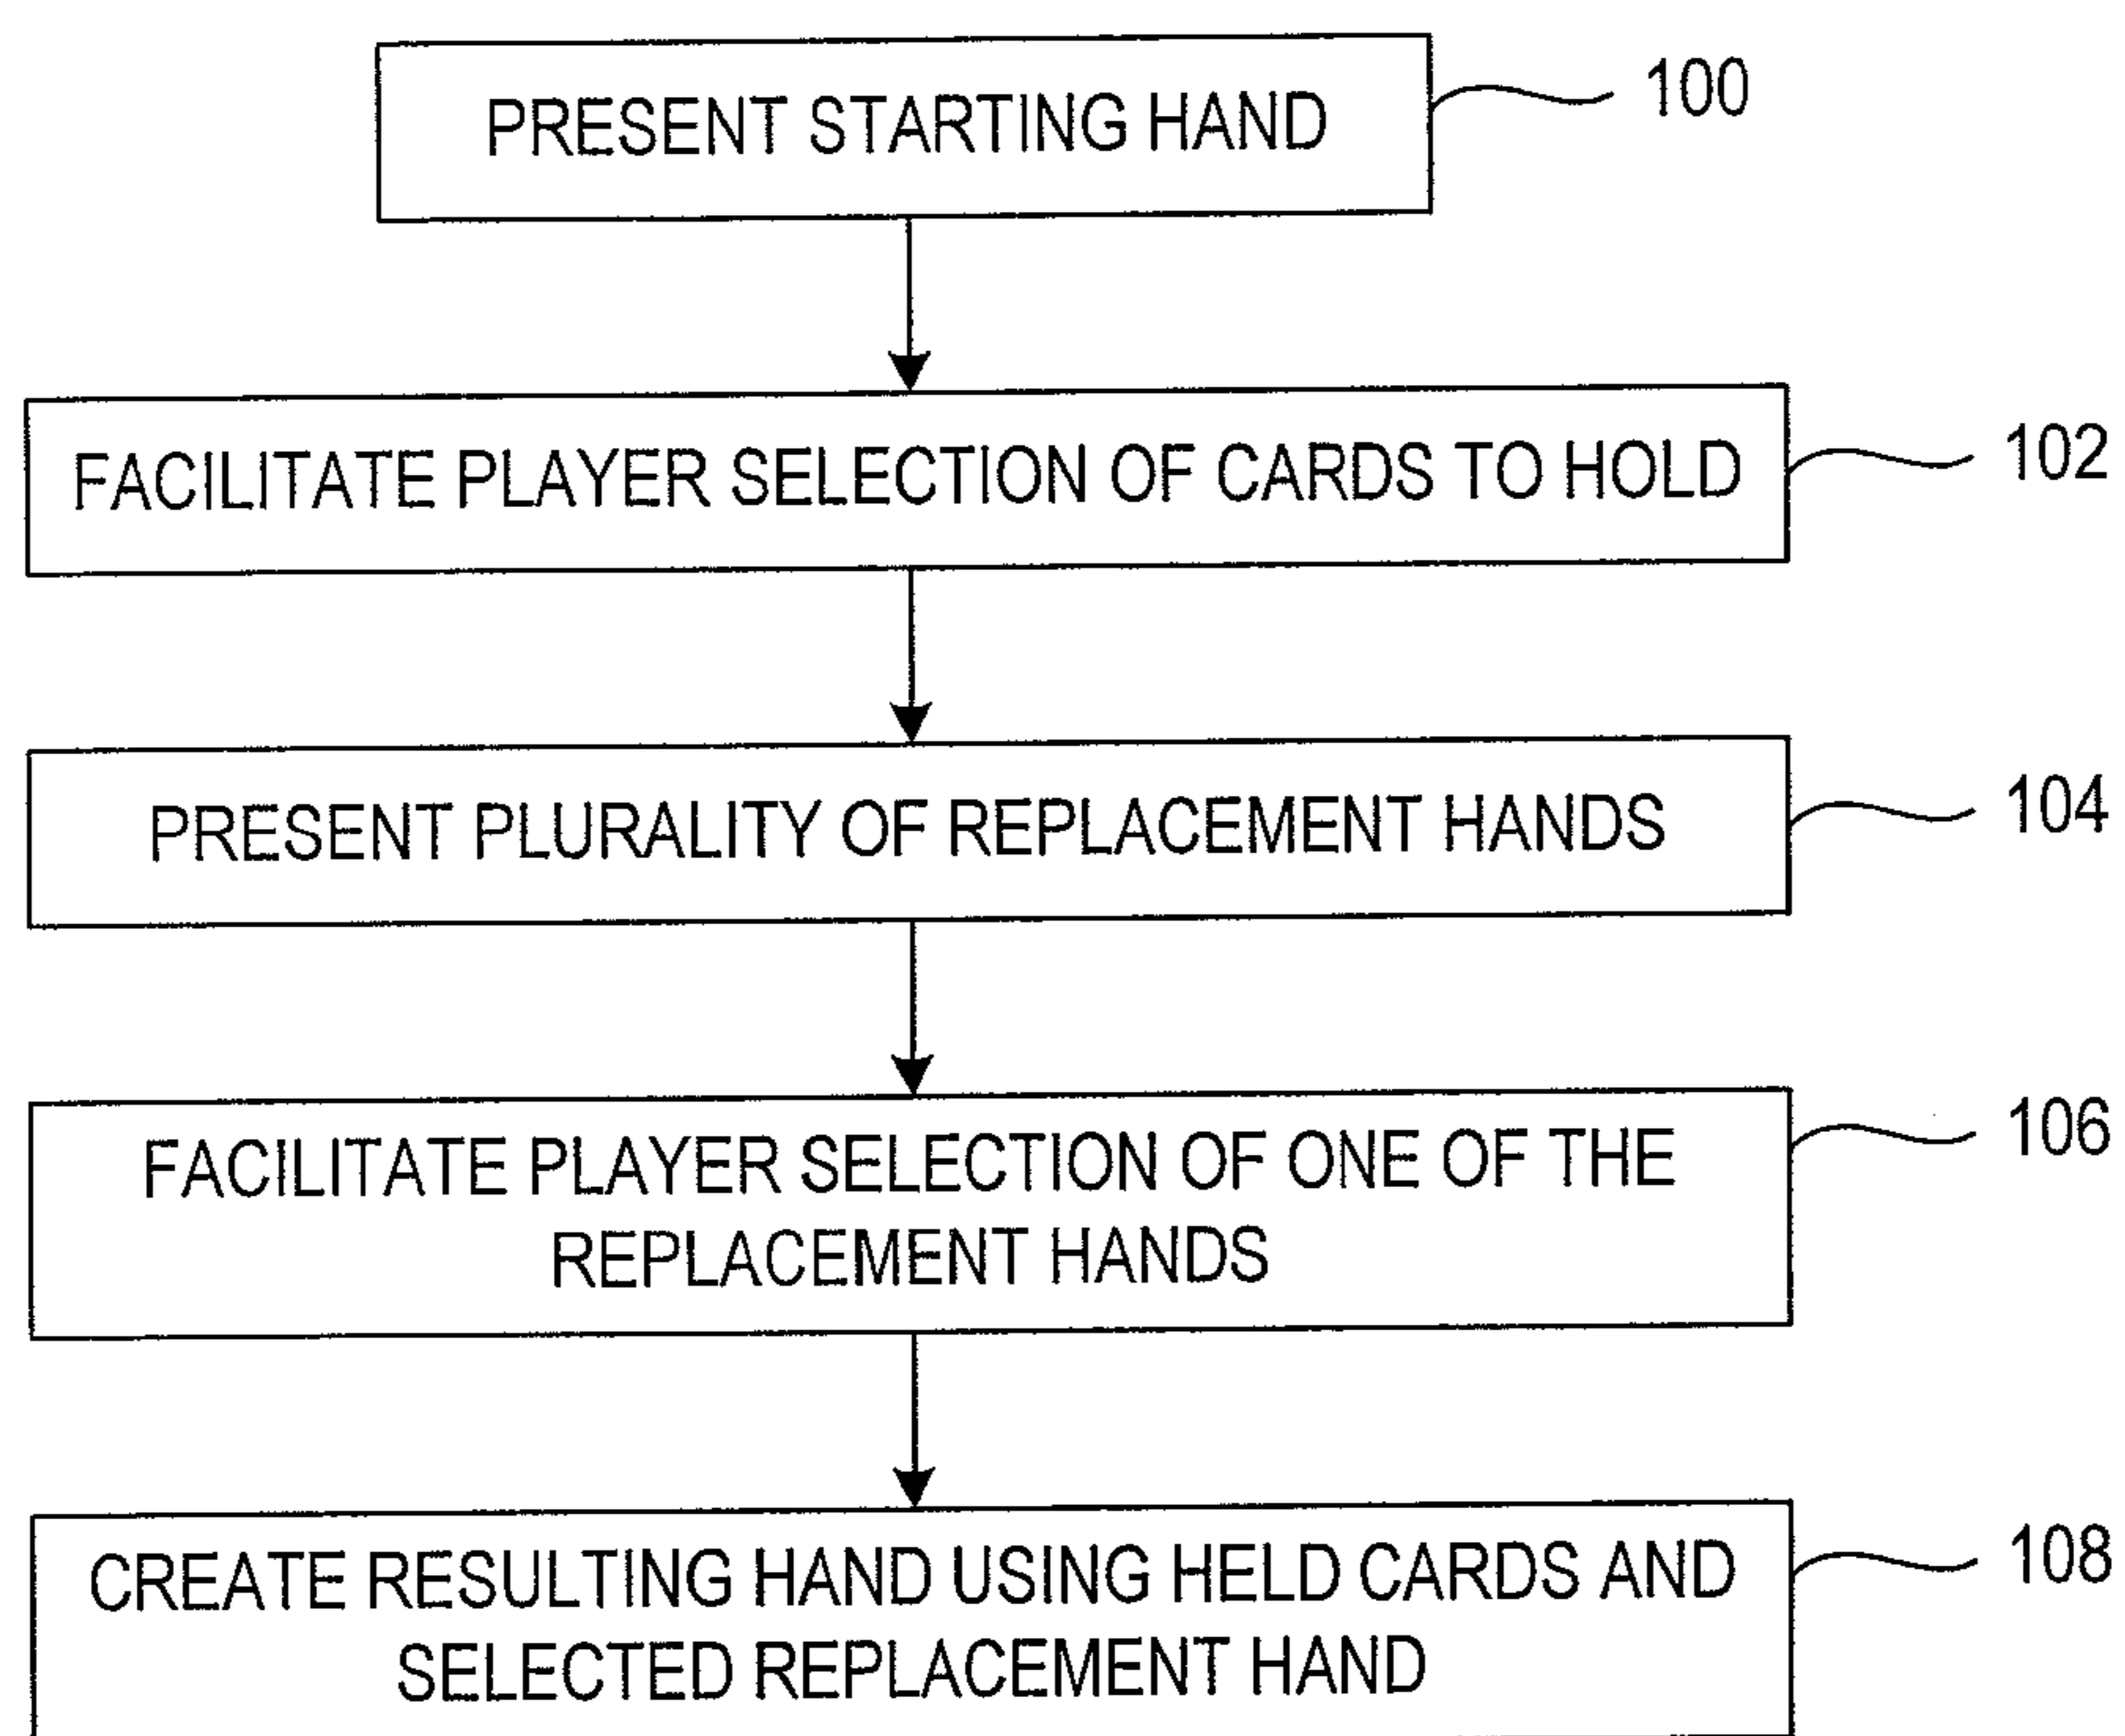 PRESENT STARTING HAND
100
FACILITATE PLAYER SELECTION OF CARDS TO HOLD
102
PRESENT PLURALITY OF REPLACEMENT HANDS
104
FACILITATE PLAYER SELECTION OF ONE OF THE
REPLACEMENT HANDS
106
CREATE RESULTING HAND USING HELD CARDS AND
SELECTED REPLACEMENT HAND
108